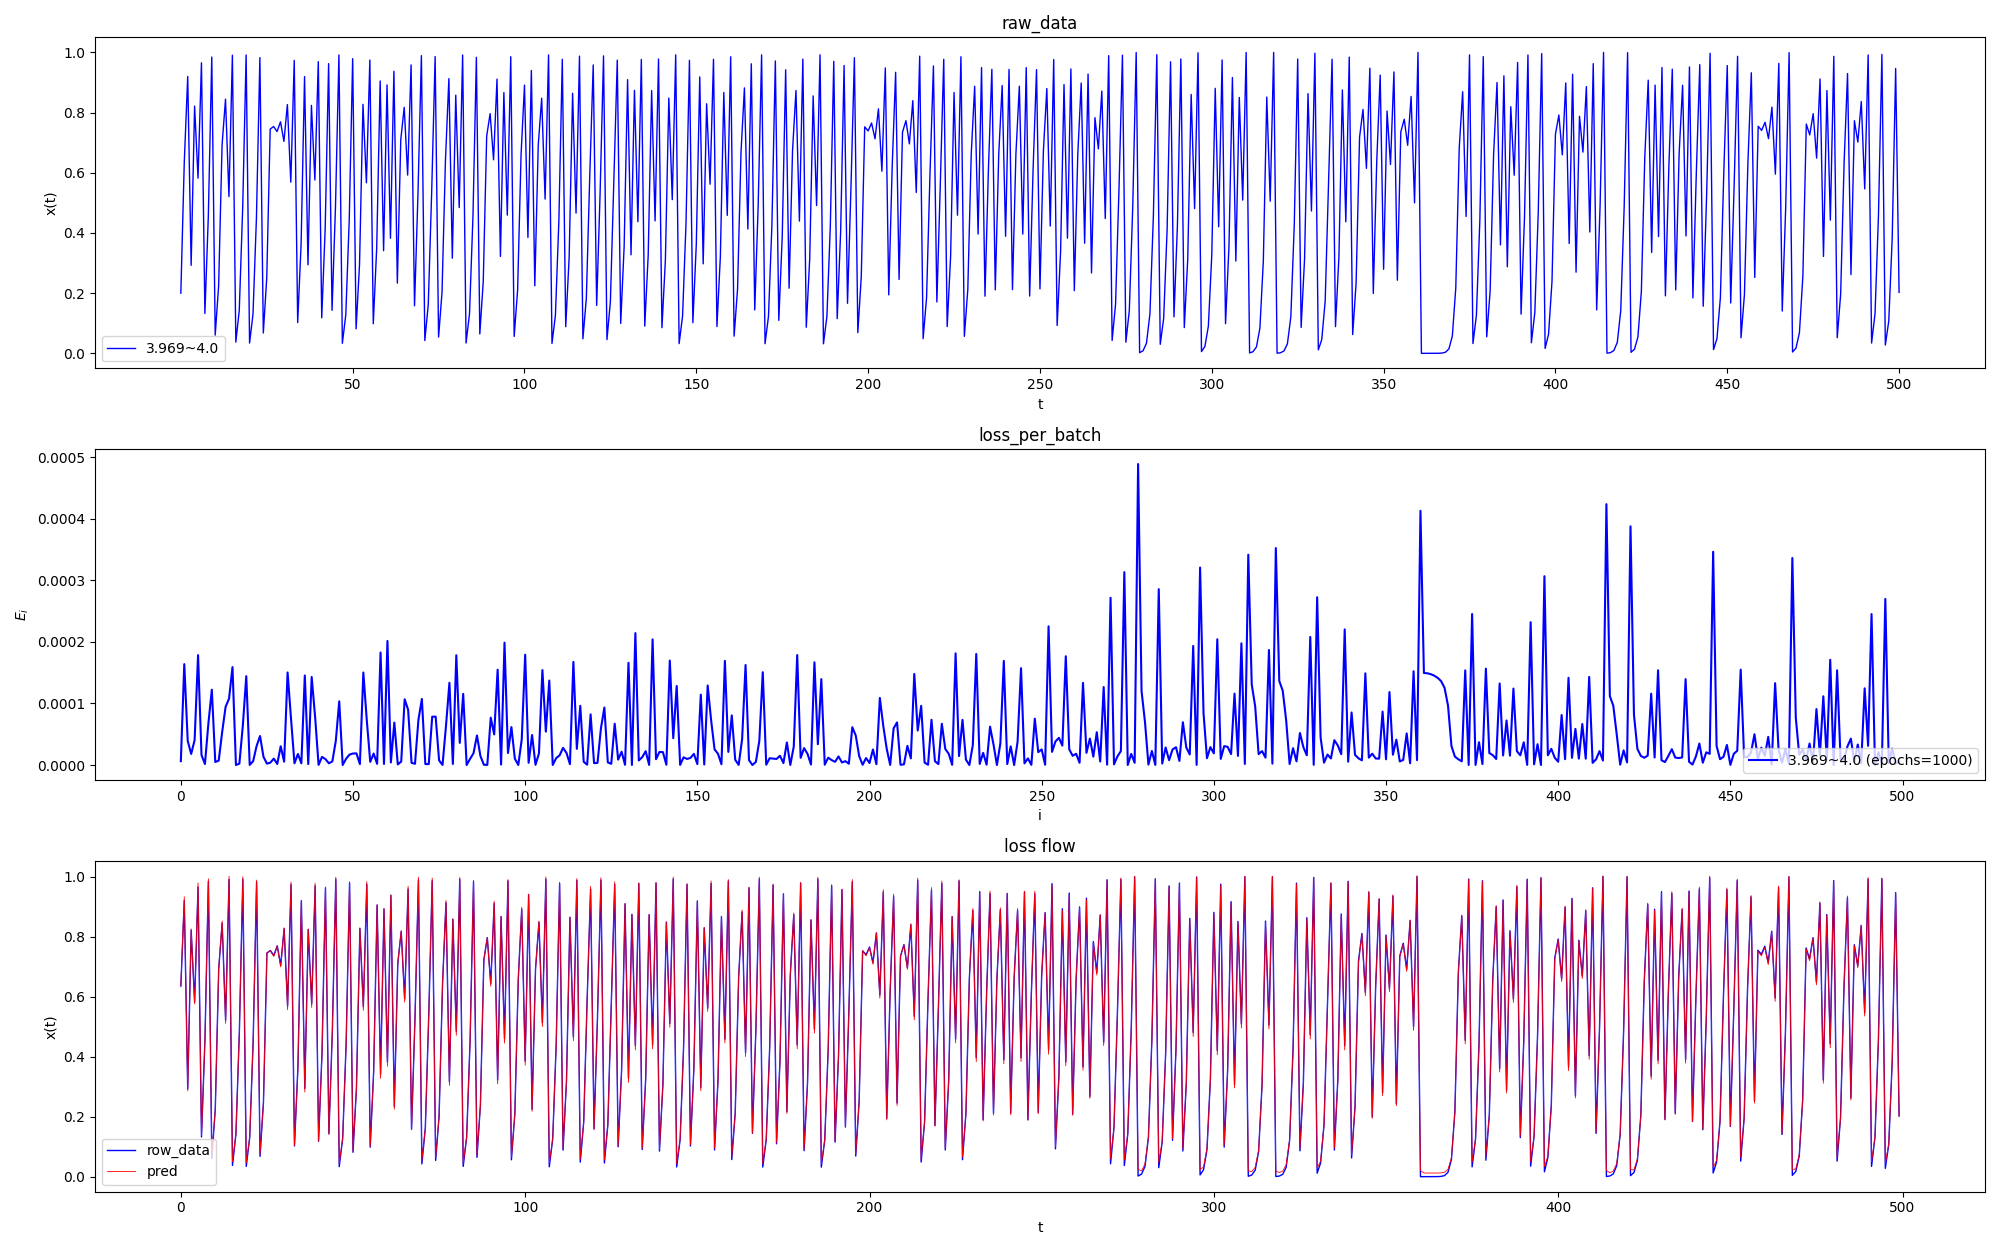 raw_data
1.0
0.8
0.6
0.4
0.2
0.0
x(t)
3.969~4.0
50 100 150 200 250 300 350 400 450 500
t
loss_per_batch
0.0005
0.0004
0.0003
0.0002
0.0001
0.0000
E_i
3.969~4.0 (epochs=1000)
0 50 100 150 200 250 300 350 400 450 500
i
loss flow
1.0
0.8
0.6
0.4
0.2
0.0
x(t)
row_data
pred
0 100 200 300 400 500
t